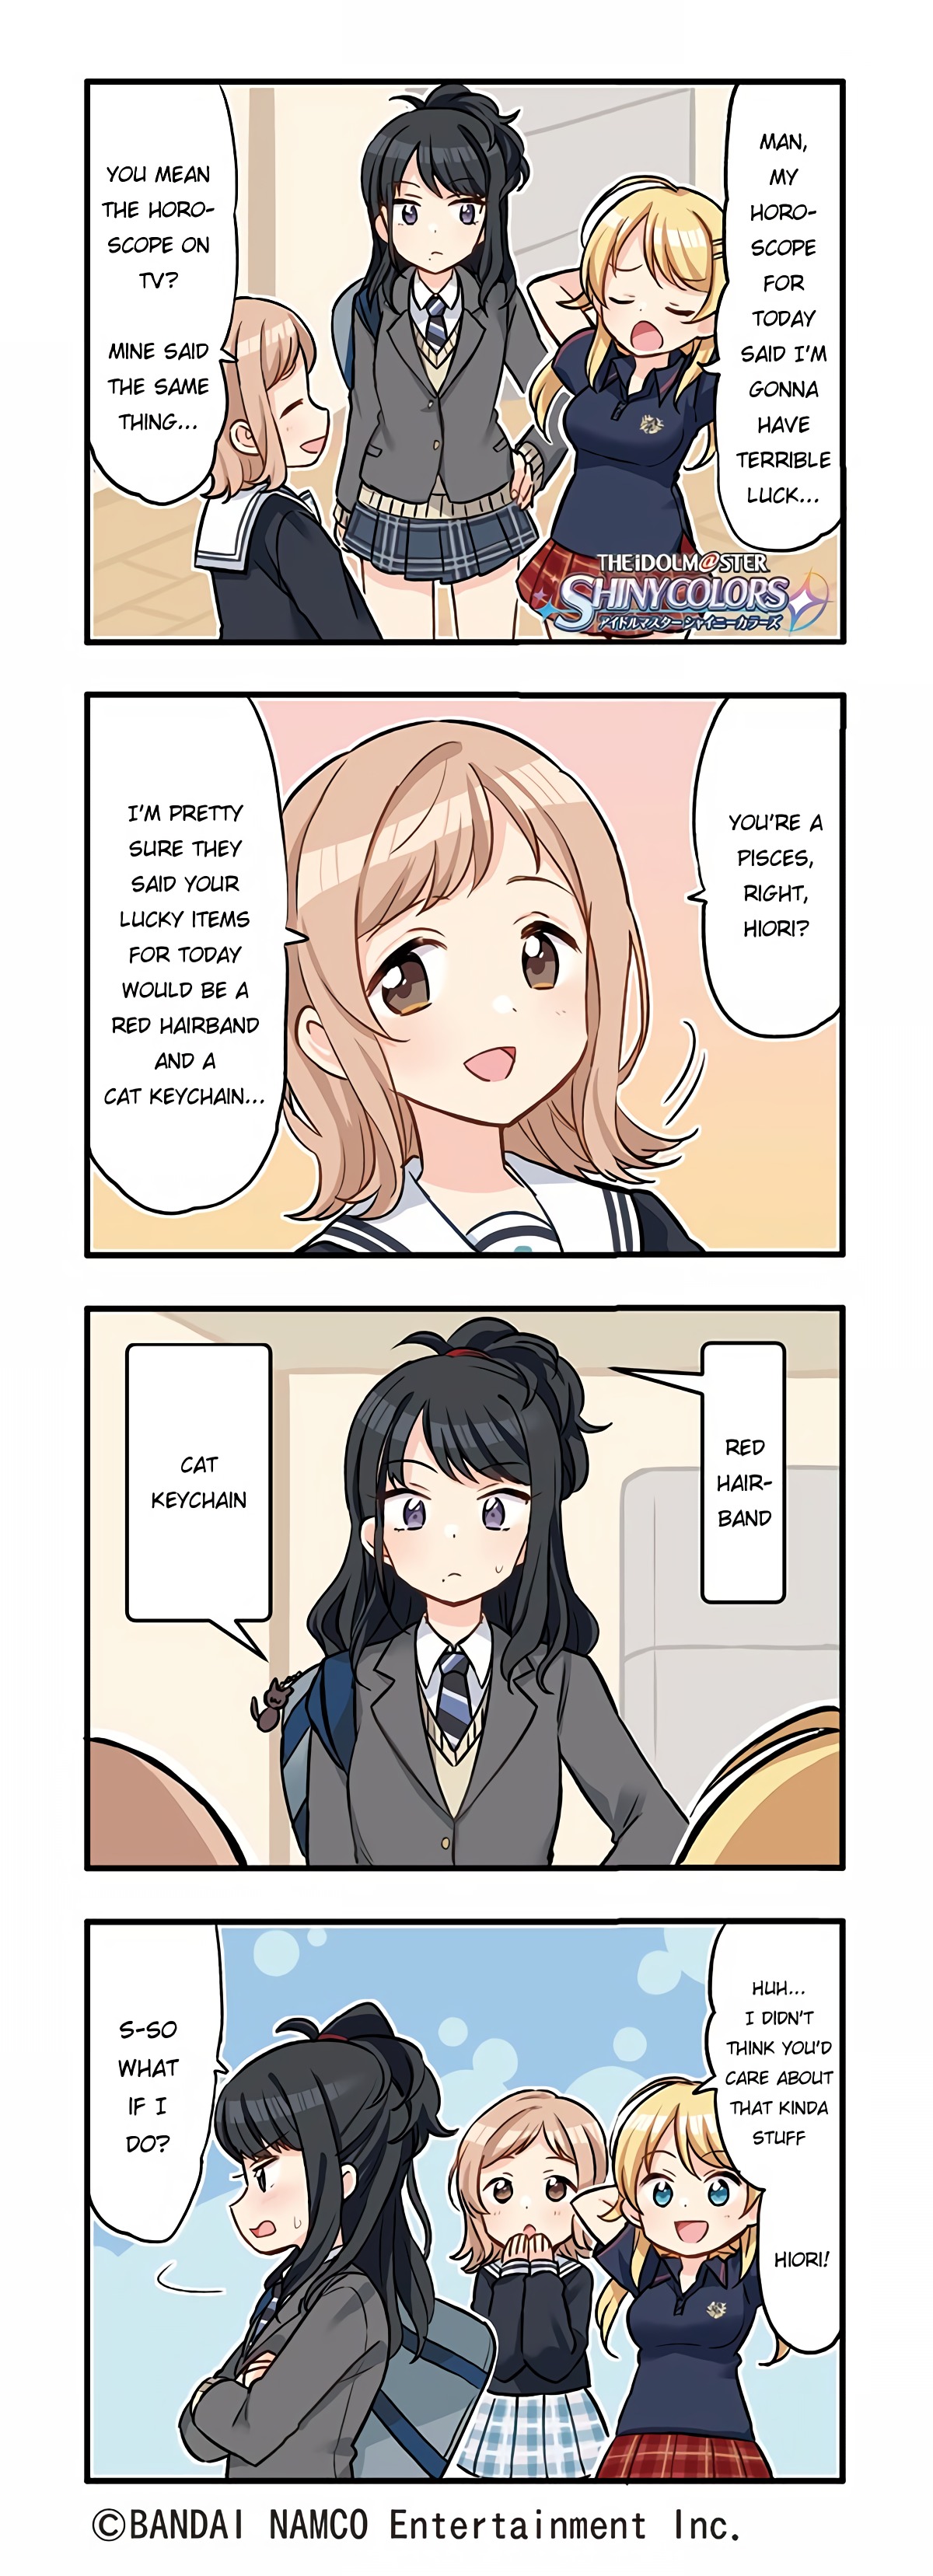 MAN,
MY
HORO-
SCOPE
FOR
TODAY
SAID I'M
GONNA
HAVE
TERRIBLE
LUCK...
YOU MEAN
THE HORO-
SCOPE ON
TV?
MINE SAID
THE SAME
THING...
THE iDOLM@STER
SHINY COLORS
アイドルマスター シャイニーカラーズ
YOU'RE A
PISCES,
RIGHT,
HIORI?
I'M PRETTY
SURE THEY
SAID YOUR
LUCKY ITEMS
FOR TODAY
WOULD BE A
RED HAIRBAND
AND A
CAT KEYCHAIN...
RED
HAIR-
BAND
CAT
KEYCHAIN
HUH...
I DIDN'T
THINK YOU'D
CARE ABOUT
THAT KINDA
STUFF
HIORI!
S-SO
WHAT
IF I
DO?
©BANDAI NAMCO Entertainment Inc.